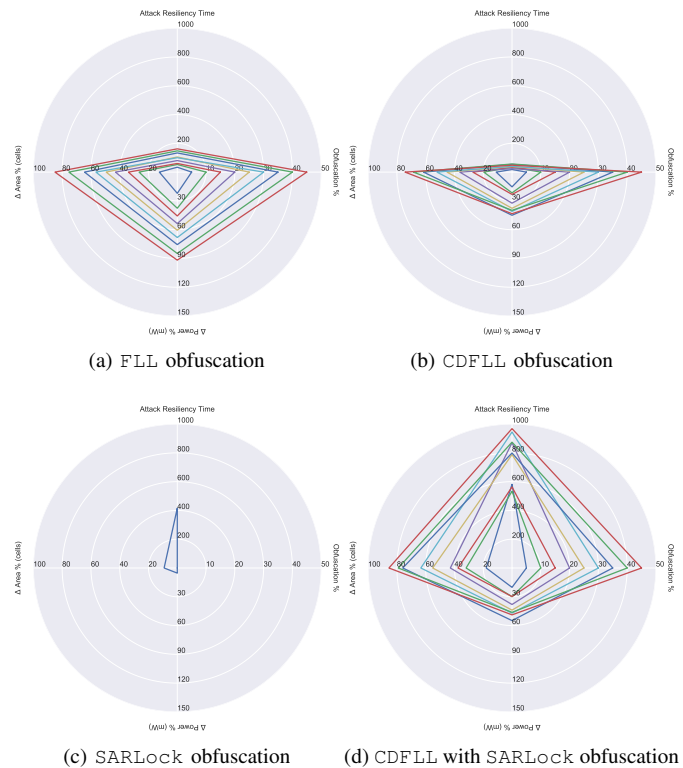 Attack Resiliency Time
1000
800
600
400
200
100 80 60 40 20 10 20 30 40 50
Δ Area % (cells)
Obfuscation %
30
60
90
120
150
Δ Power % (mW)
(a) FLL obfuscation
Attack Resiliency Time
1000
800
600
400
200
100 80 60 40 20 10 20 30 40 50
Δ Area % (cells)
Obfuscation %
30
60
90
120
150
Δ Power % (mW)
(b) CDFLL obfuscation
Attack Resiliency Time
1000
800
600
400
200
100 80 60 40 20 10 20 30 40 50
Δ Area % (cells)
Obfuscation %
30
60
90
120
150
Δ Power % (mW)
(c) SARLock obfuscation
Attack Resiliency Time
1000
800
600
400
200
100 80 60 40 20 10 20 30 40 50
Δ Area % (cells)
Obfuscation %
30
60
90
120
150
Δ Power % (mW)
(d) CDFLL with SARLock obfuscation